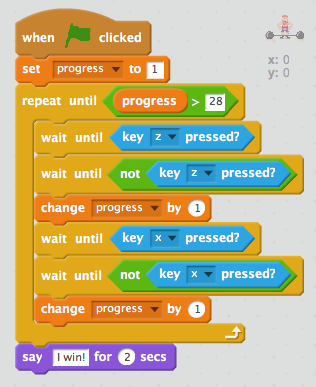 when clicked
set progress to 1
repeat until progress > 28
wait until key z pressed?
wait until not key z pressed?
change progress by 1
wait until key x pressed?
wait until not key x pressed?
change progress by 1
say I win! for 2 secs
x: 0
y: 0